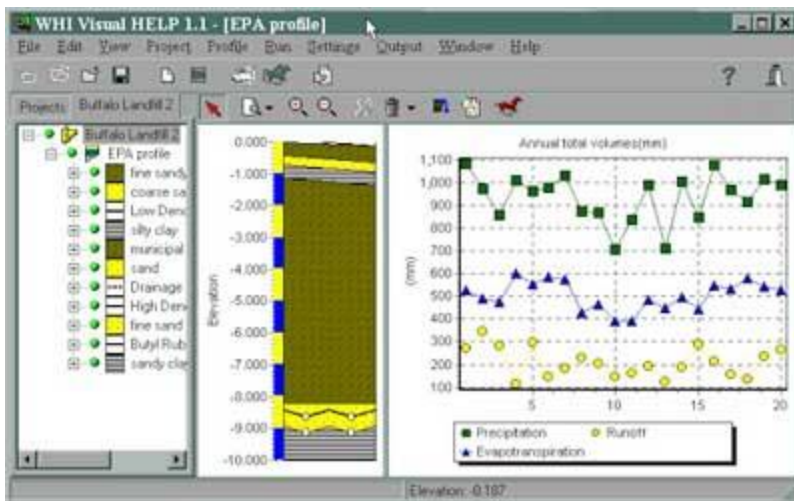 WHI Visual HELP 1.1 - [EPA profile]
File Edit View Project Profile Run Settings Output Window Help
?
Projects Buffalo Landfill 2
Buffalo Landfill 2
EPA profile
fine sandy
coarse sa
Low Dens
silty clay
municipal
sand
Drainage
High Dens
fine sand
Butyl Rub
sandy cla
Elevation
0.000
-1.000
-2.000
-3.000
-4.000
-5.000
-6.000
-7.000
-8.000
-9.000
-10.000
Annual total volumes(mm)
(mm)
1,100
1,000
900
800
700
600
500
400
300
200
100
5 10 15 20
Precipitation Runoff
Evapotranspiration
Elevation: -0.187